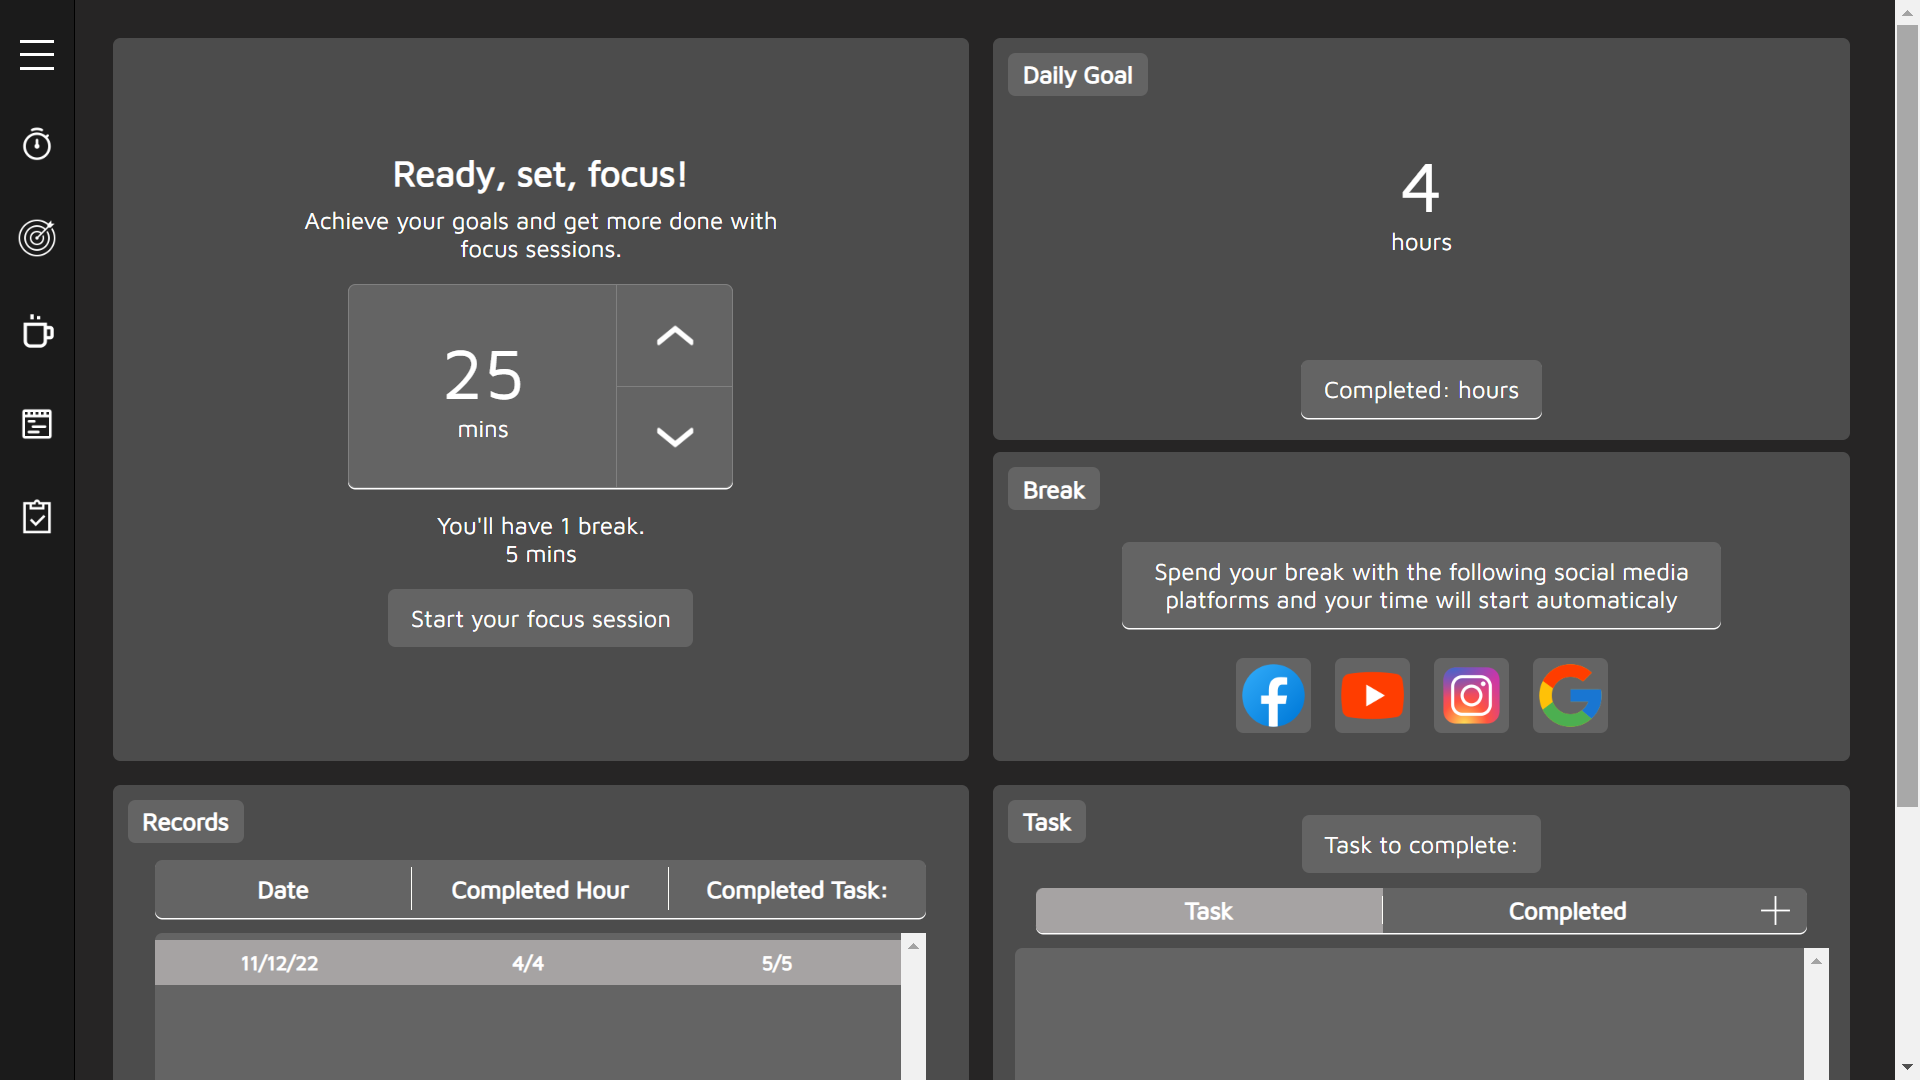 Ready, set, focus!
Achieve your goals and get more done with
focus sessions.
25
mins
You'll have 1 break.
5 mins
Start your focus session
Daily Goal
4
hours
Completed: hours
Break
Spend your break with the following social media
platforms and your time will start automaticaly
Records
Date Completed Hour Completed Task:
11/12/22 4/4 5/5
Task
Task to complete:
Task Completed